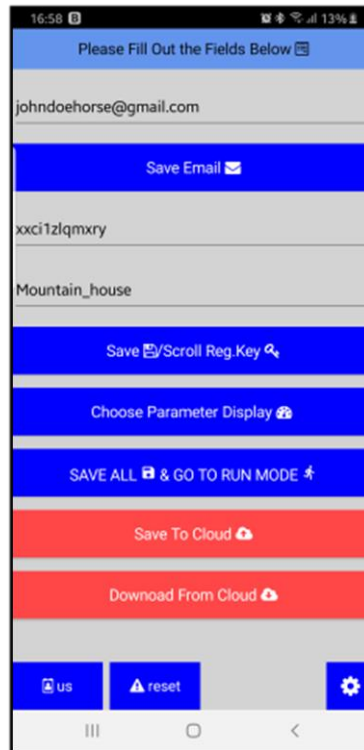 16:58 B 13%
Please Fill Out the Fields Below
johndoehorse@gmail.com
Save Email
xxci1zlqmxry
Mountain_house
Save /Scroll Reg.Key
Choose Parameter Display
SAVE ALL & GO TO RUN MODE
Save To Cloud
Downoad From Cloud
us
reset